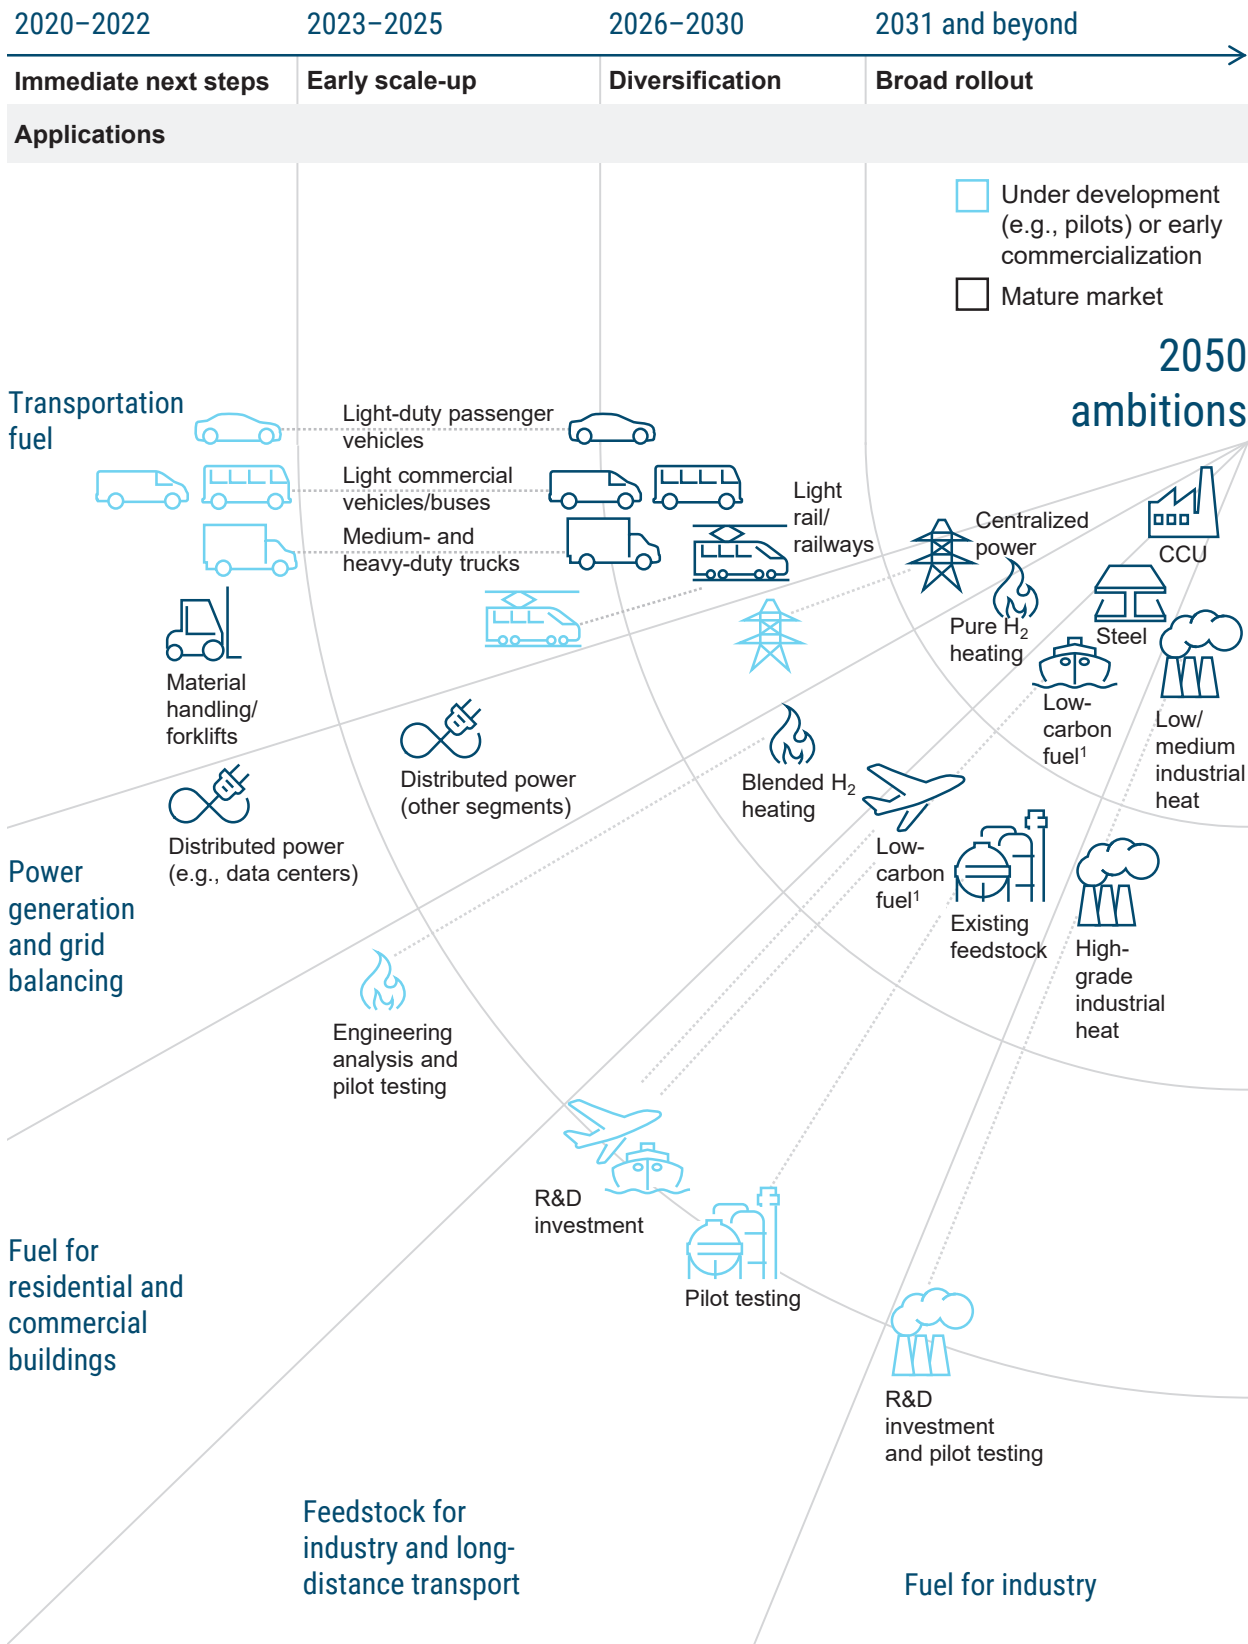 2020–2022
2023–2025
2026–2030
2031 and beyond
Immediate next steps
Early scale-up
Diversification
Broad rollout
Applications
Under development
(e.g., pilots) or early
commercialization
Mature market
2050
ambitions
Transportation
fuel
Light-duty passenger
vehicles
Light commercial
vehicles/buses
Medium- and
heavy-duty trucks
Light
rail/
railways
Centralized
power
CCU
Pure H₂
heating
Steel
Material
handling/
forklifts
Low-
carbon
fuel¹
Low/
medium
industrial
heat
Distributed power
(other segments)
Blended H₂
heating
Distributed power
(e.g., data centers)
Low-
carbon
fuel¹
Existing
feedstock
High-
grade
industrial
heat
Power
generation
and grid
balancing
Engineering
analysis and
pilot testing
R&D
investment
Pilot testing
Fuel for
residential and
commercial
buildings
R&D
investment
and pilot testing
Feedstock for
industry and long-
distance transport
Fuel for industry